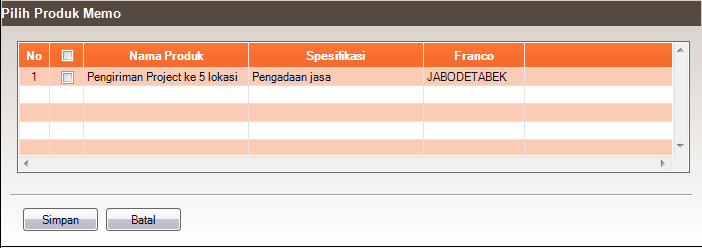 Pilih Produk Memo
No Nama Produk Spesifikasi Franco
1 Pengiriman Project ke 5 lokasi Pengadaan jasa JABODETABEK
Simpan Batal